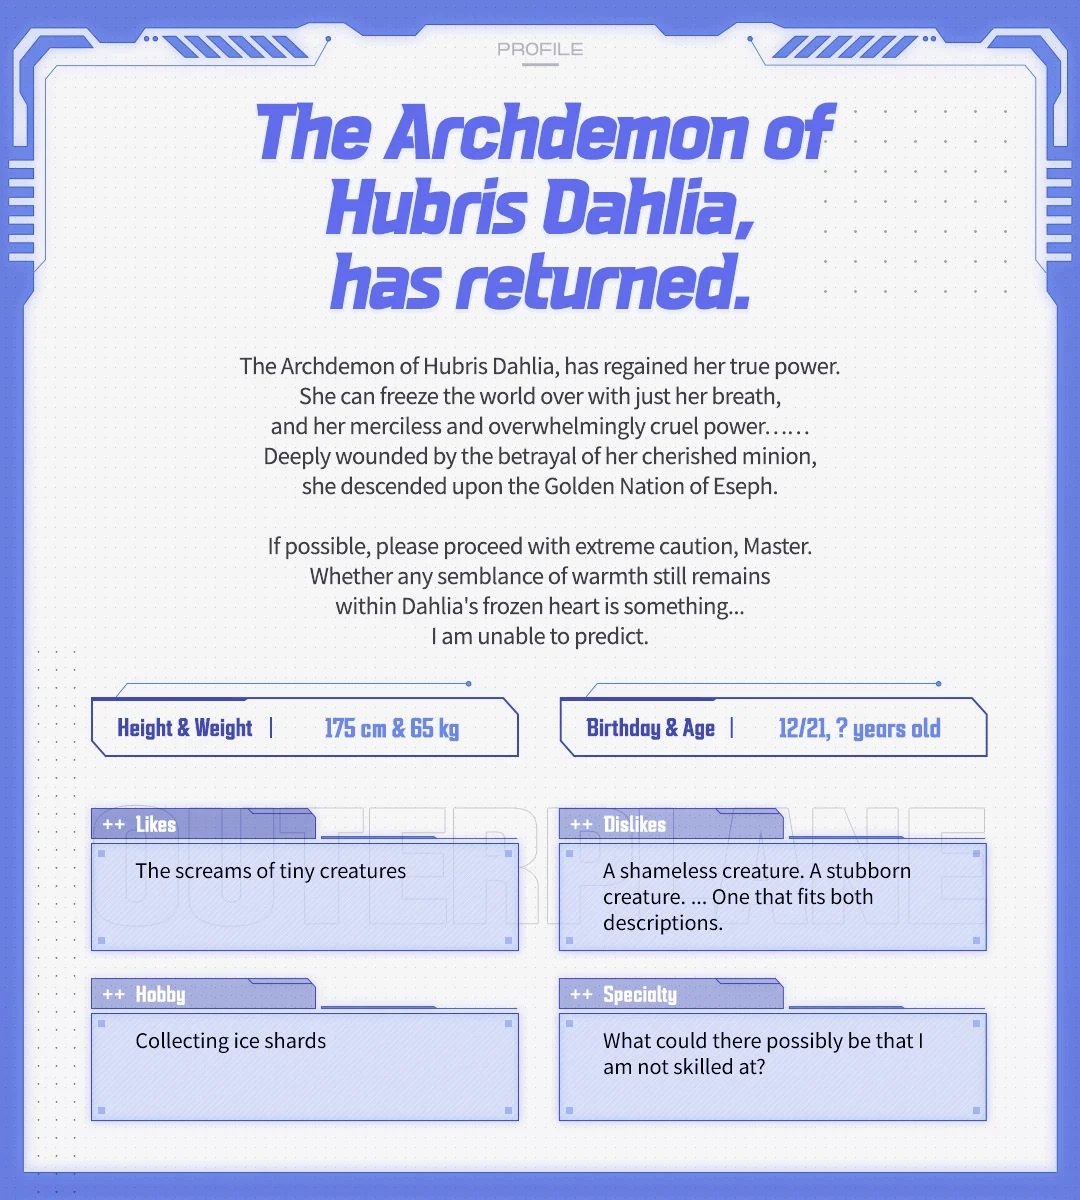 PROFILE
The Archdemon of
Hubris Dahlia,
has returned.
The Archdemon of Hubris Dahlia, has regained her true power.
She can freeze the world over with just her breath,
and her merciless and overwhelmingly cruel power……
Deeply wounded by the betrayal of her cherished minion,
she descended upon the Golden Nation of Eseph.
If possible, please proceed with extreme caution, Master.
Whether any semblance of warmth still remains
within Dahlia's frozen heart is something...
I am unable to predict.
Height & Weight | 175 cm & 65 kg
Birthday & Age | 12/21, ? years old
OUTERPLANE
++ Likes
The screams of tiny creatures
++ Dislikes
A shameless creature. A stubborn
creature. ... One that fits both
descriptions.
++ Hobby
Collecting ice shards
++ Specialty
What could there possibly be that I
am not skilled at?